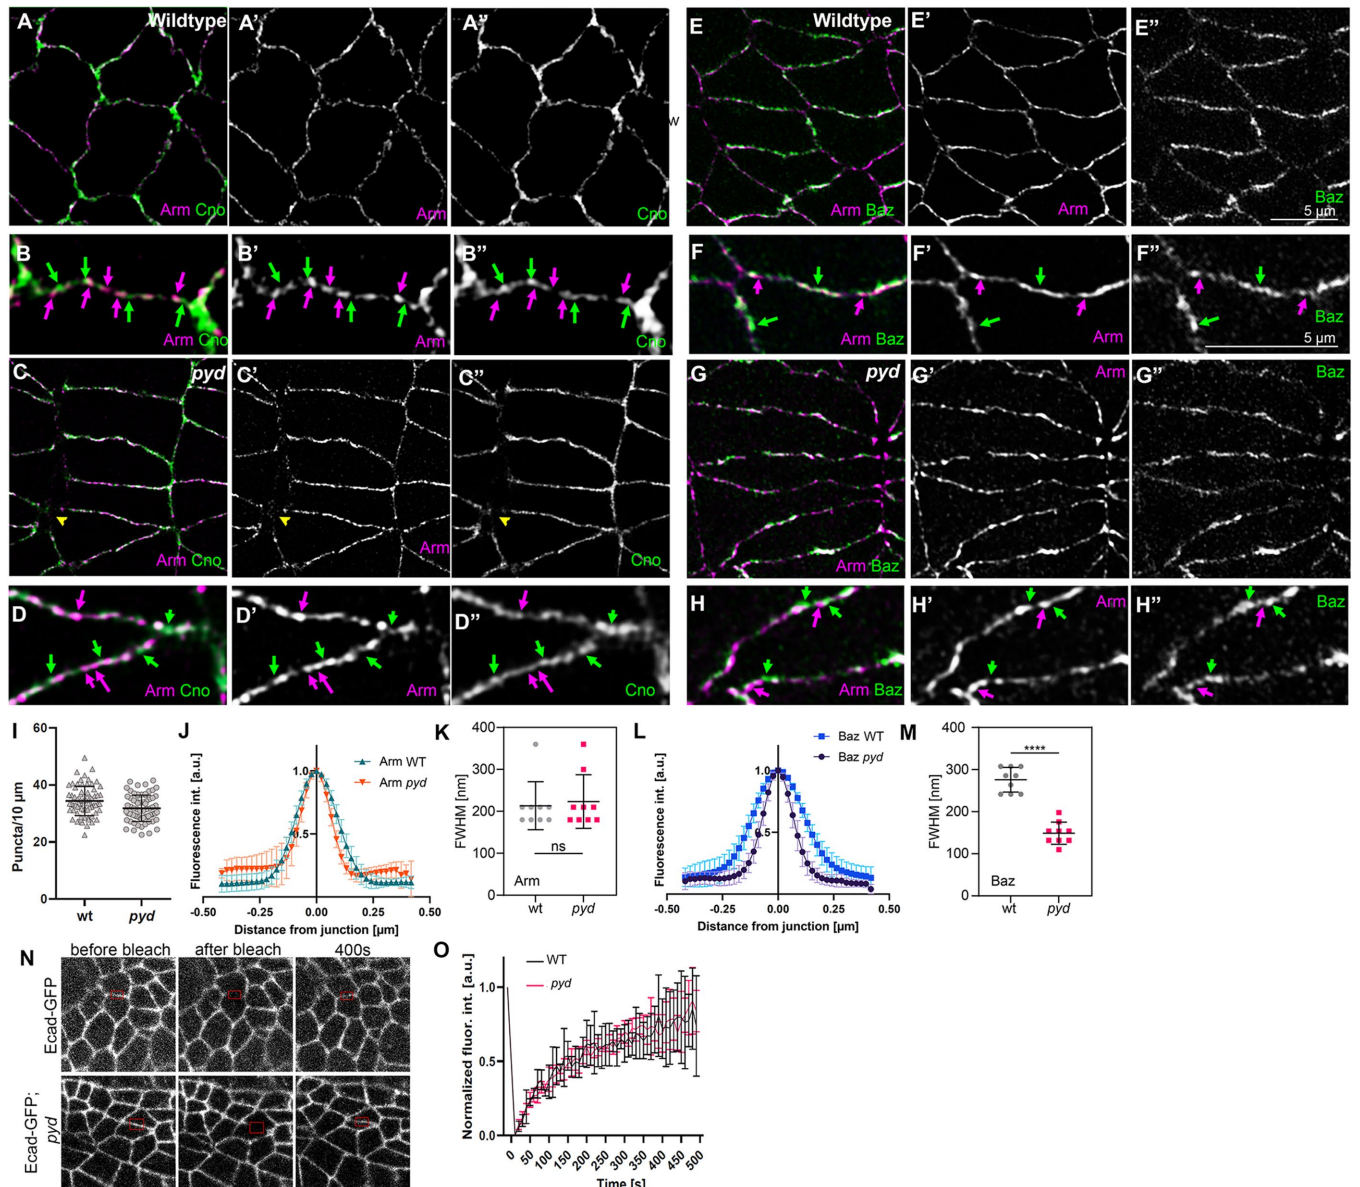 A Wildtype
Arm Cno
A'
Arm
A"
Cno
w
E Wildtype
Arm Baz
E'
Arm
E"
Baz
5 µm
B
Arm Cno
B'
Arm
B"
Cno
F
Arm Baz
F'
Arm
F"
Baz
5 µm
C pyd
Arm Cno
C'
Arm
C"
Cno
G pyd
Arm Baz
G' Arm
G" Baz
D
Arm Cno
D'
Arm
D"
Cno
H
Arm Baz
H' Arm
H" Baz
I
Puncta/10 µm
60
40
20
0
wt pyd
J
Fluorescence int. [a.u.]
1.0
0.5
Arm WT
Arm pyd
-0.50 -0.25 0.00 0.25 0.50
Distance from junction [µm]
K
FWHM [nm]
400
300
200
100
0
ns
Arm
wt pyd
L
Fluorescence int. [a.u.]
1.0
0.5
Baz WT
Baz pyd
-0.50 -0.25 0.00 0.25 0.50
Distance from junction [µm]
M
FWHM [nm]
400
300
200
100
0
****
Baz
wt pyd
N
before bleach after bleach 400s
Ecad-GFP
Ecad-GFP;
pyd
O
Normalized fluor. int. [a.u.]
1.0
0.5
0.0
WT
pyd
0 50 100 150 200 250 300 350 400 450 500
Time [s]